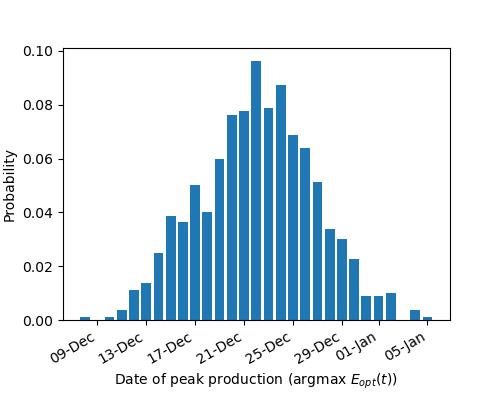 0.10
0.08
0.06
0.04
0.02
0.00
Probability
09-Dec 13-Dec 17-Dec 21-Dec 25-Dec 29-Dec 01-Jan 05-Jan
Date of peak production (argmax E_opt(t))